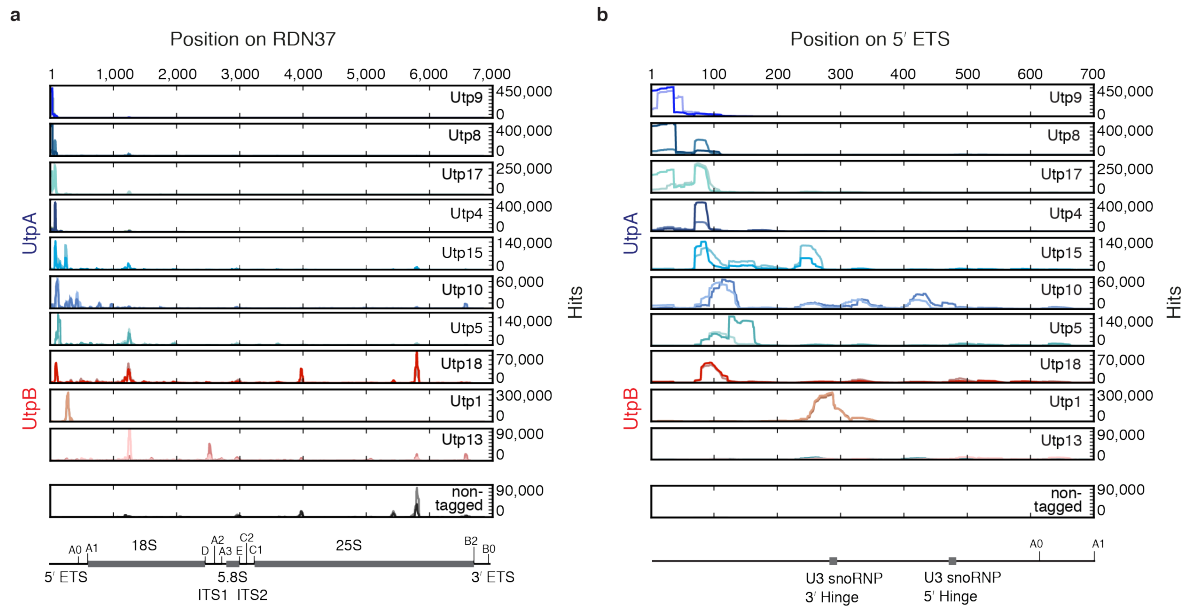 a
Position on RDN37
1 1,000 2,000 3,000 4,000 5,000 6,000 7,000
Utp9 450,000 0
Utp8 400,000 0
Utp17 250,000 0
Utp4 400,000 0
Utp15 140,000 0
Utp10 60,000 0
Utp5 140,000 0
Utp18 70,000 0
Utp1 300,000 0
Utp13 90,000 0
non-tagged 90,000 0
UtpA
UtpB
Hits
A0 A1 18S D A2 A3 E C2 C1 25S B2 B0
5′ ETS 5.8S 3′ ETS
ITS1 ITS2
b
Position on 5′ ETS
1 100 200 300 400 500 600 700
Utp9 450,000 0
Utp8 400,000 0
Utp17 250,000 0
Utp4 400,000 0
Utp15 140,000 0
Utp10 60,000 0
Utp5 140,000 0
Utp18 70,000 0
Utp1 300,000 0
Utp13 90,000 0
non-tagged 90,000 0
UtpA
UtpB
Hits
A0 A1
U3 snoRNP U3 snoRNP
3′ Hinge 5′ Hinge